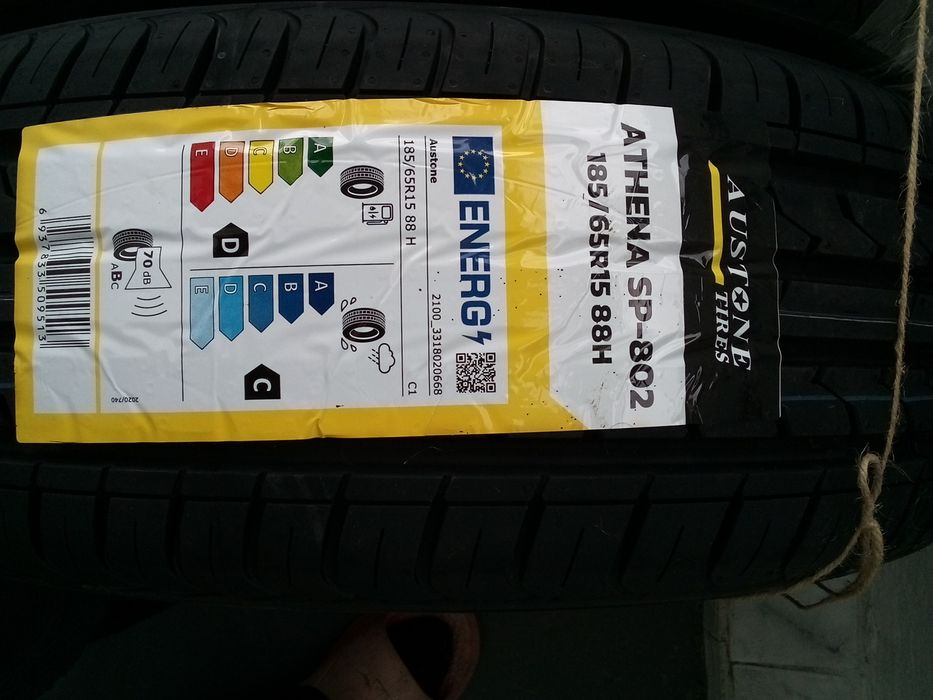 AUSTONE
TIRES
ATHENA SP-802
185/65R15 88H
ENERG
Austone
2100_3318020668
185/65R15 88 H
C1
A
B
C
D
E
D
A
B
C
D
E
C
70 dB
ABC
2020/740